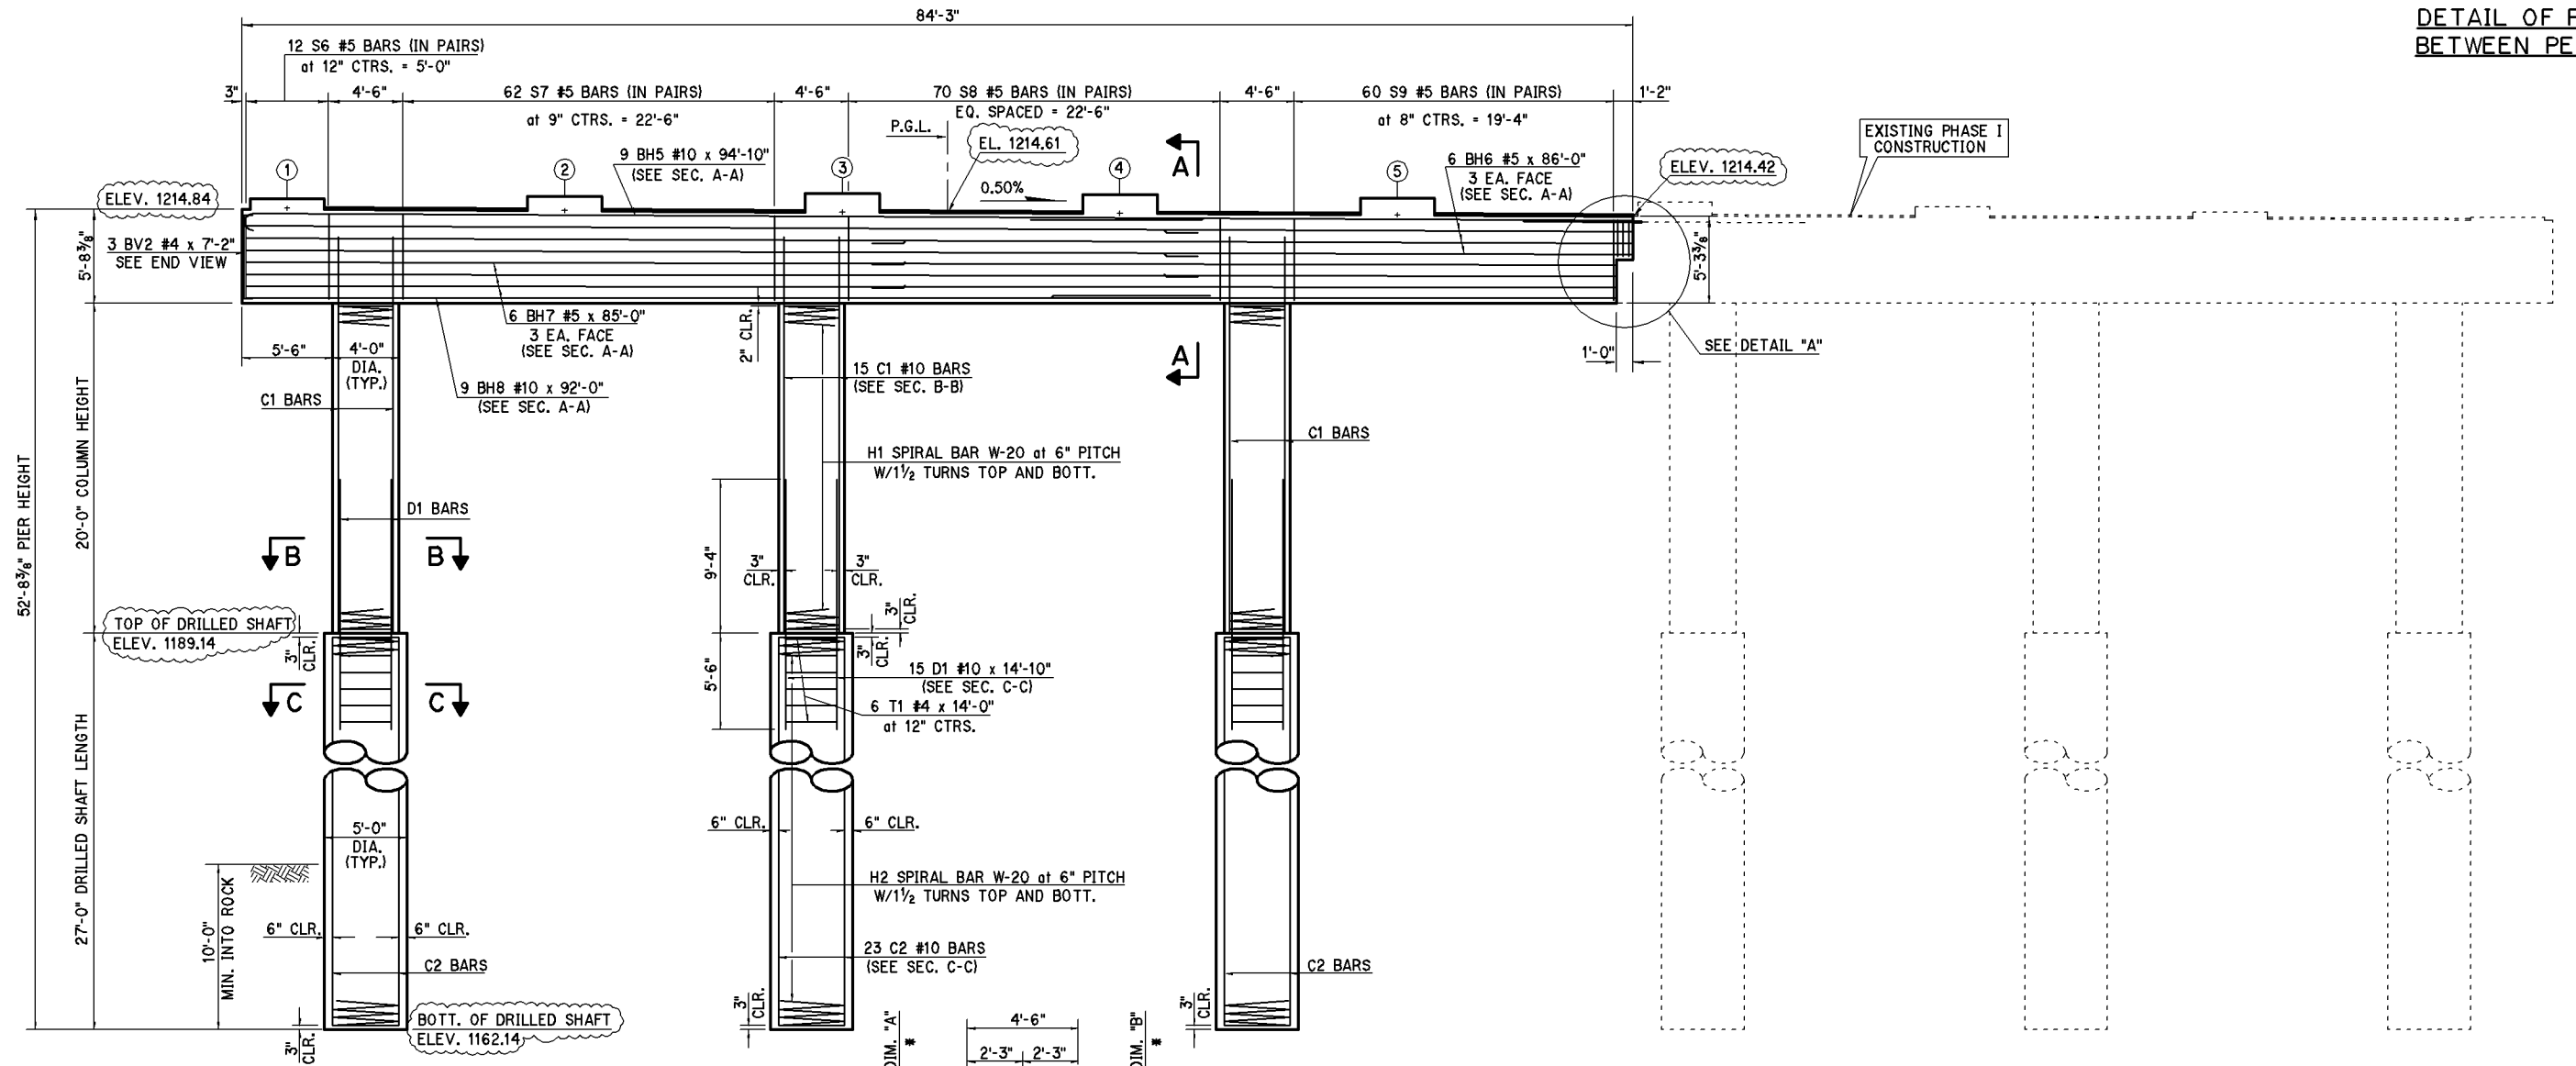 DETAIL OF
BETWEEN PE
84'-3"
12 S6 #5 BARS (IN PAIRS)
at 12" CTRS. = 5'-0"
3"
4'-6"
62 S7 #5 BARS (IN PAIRS)
at 9" CTRS. = 22'-6"
4'-6"
70 S8 #5 BARS (IN PAIRS)
EQ. SPACED = 22'-6"
4'-6"
60 S9 #5 BARS (IN PAIRS)
at 8" CTRS. = 19'-4"
1'-2"
P.G.L.
EL. 1214.61
A
EXISTING PHASE I
CONSTRUCTION
9 BH5 #10 x 94'-10"
(SEE SEC. A-A)
6 BH6 #5 x 86'-0"
3 EA. FACE
(SEE SEC. A-A)
ELEV. 1214.42
1
2
3
4
5
0.50%
ELEV. 1214.84
3 BV2 #4 x 7'-2"
SEE END VIEW
5'-8⅜"
5'-3⅜"
6 BH7 #5 x 85'-0"
3 EA. FACE
(SEE SEC. A-A)
2" CLR.
5'-6"
4'-0"
DIA.
(TYP.)
A
1'-0"
SEE DETAIL "A"
9 BH8 #10 x 92'-0"
(SEE SEC. A-A)
15 C1 #10 BARS
(SEE SEC. B-B)
C1 BARS
C1 BARS
20'-0" COLUMN HEIGHT
52'-8⅜" PIER HEIGHT
H1 SPIRAL BAR W-20 at 6" PITCH
W/1½ TURNS TOP AND BOTT.
D1 BARS
B
B
9'-4"
3"
CLR.
3"
CLR.
3"
CLR.
TOP OF DRILLED SHAFT
ELEV. 1189.14
3"
CLR.
3"
CLR.
5'-6"
15 D1 #10 x 14'-10"
(SEE SEC. C-C)
6 T1 #4 x 14'-0"
at 12" CTRS.
C
C
27'-0" DRILLED SHAFT LENGTH
5'-0"
DIA.
(TYP.)
6" CLR.
6" CLR.
10'-0"
MIN. INTO ROCK
H2 SPIRAL BAR W-20 at 6" PITCH
W/1½ TURNS TOP AND BOTT.
6" CLR.
6" CLR.
23 C2 #10 BARS
(SEE SEC. C-C)
C2 BARS
C2 BARS
3"
CLR.
3"
CLR.
3"
CLR.
BOTT. OF DRILLED SHAFT
ELEV. 1162.14
DIM. "A"
*
4'-6"
2'-3"
2'-3"
DIM. "B"
*